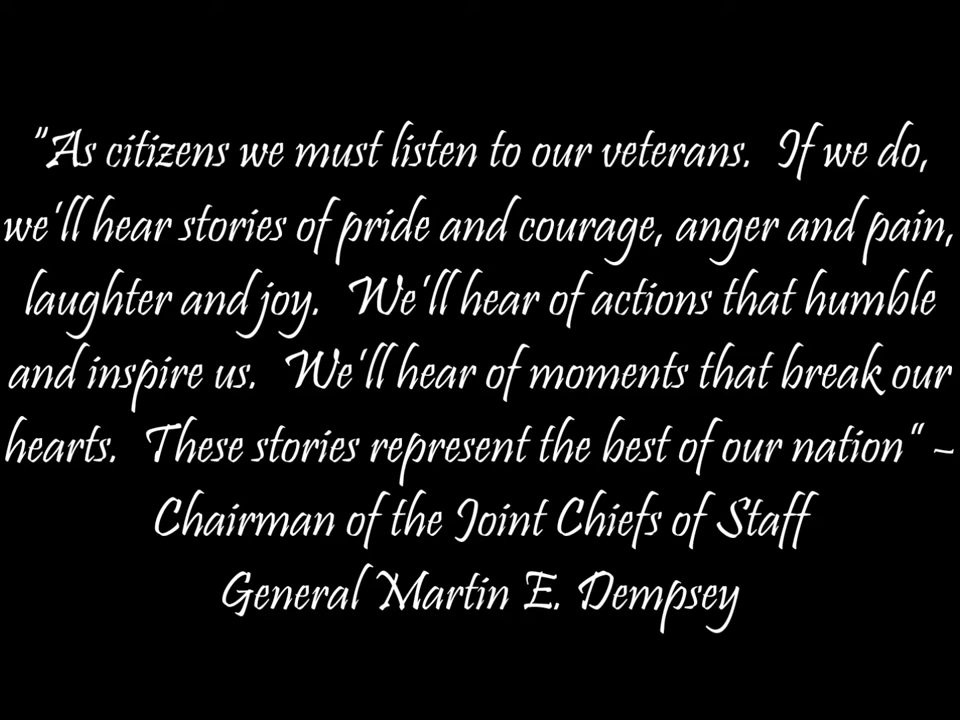 "As citizens we must listen to our veterans. If we do,
we'll hear stories of pride and courage, anger and pain,
laughter and joy. We'll hear of actions that humble
and inspire us. We'll hear of moments that break our
hearts. These stories represent the best of our nation" –
Chairman of the Joint Chiefs of Staff
General Martin E. Dempsey